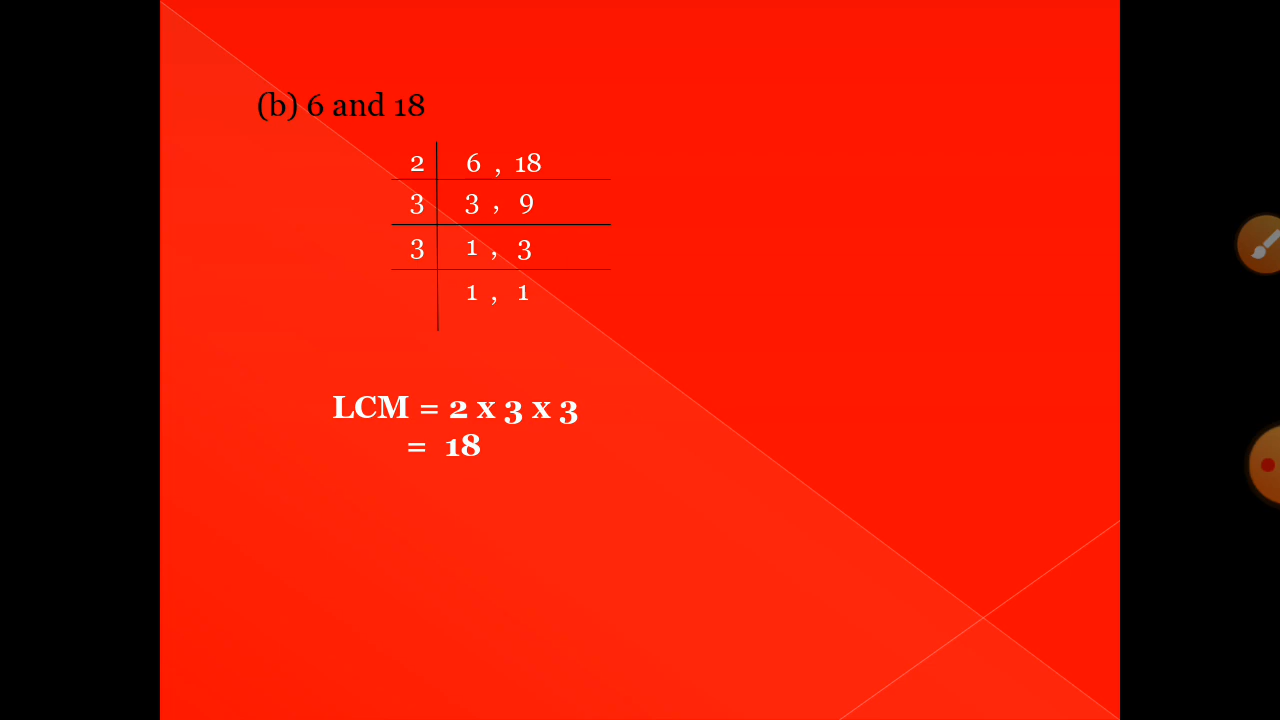 (b) 6 and 18
2 6 , 18
3 3 , 9
3 1 , 3
1 , 1
LCM = 2 x 3 x 3
= 18